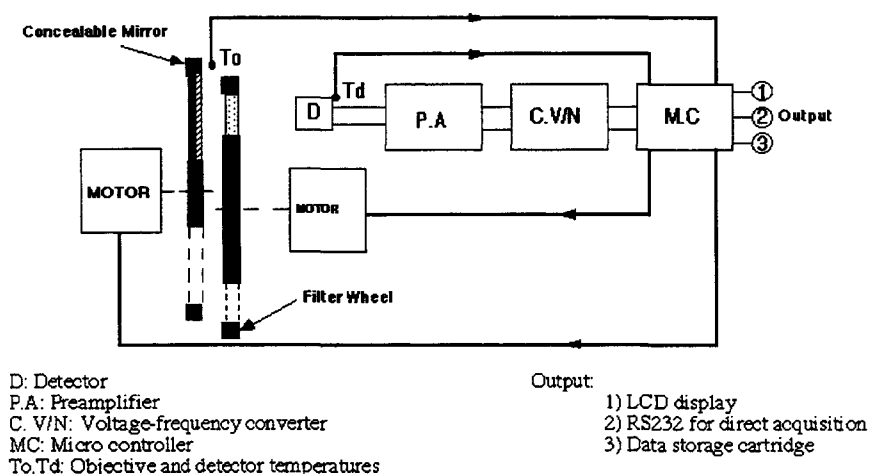 Concealable Mirror
To
Td
D
P.A
C.V/N
M.C
1
2
Output
3
MOTOR
MOTOR
Filter Wheel
D: Detector
P.A: Preamplifier
C. V/N: Voltage-frequency converter
MC: Micro controller
To,Td: Objective and detector temperatures
Output:
1) LCD display
2) RS232 for direct acquisition
3) Data storage cartridge